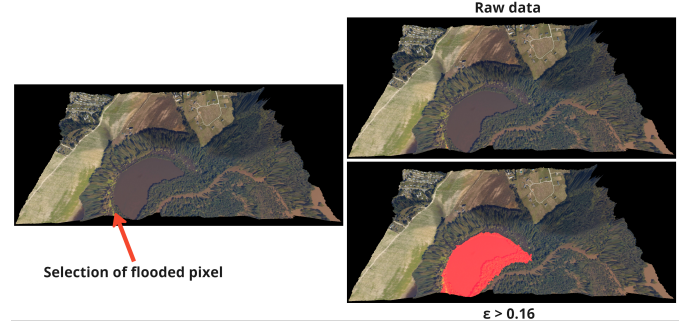 Raw data
Selection of flooded pixel
ε > 0.16